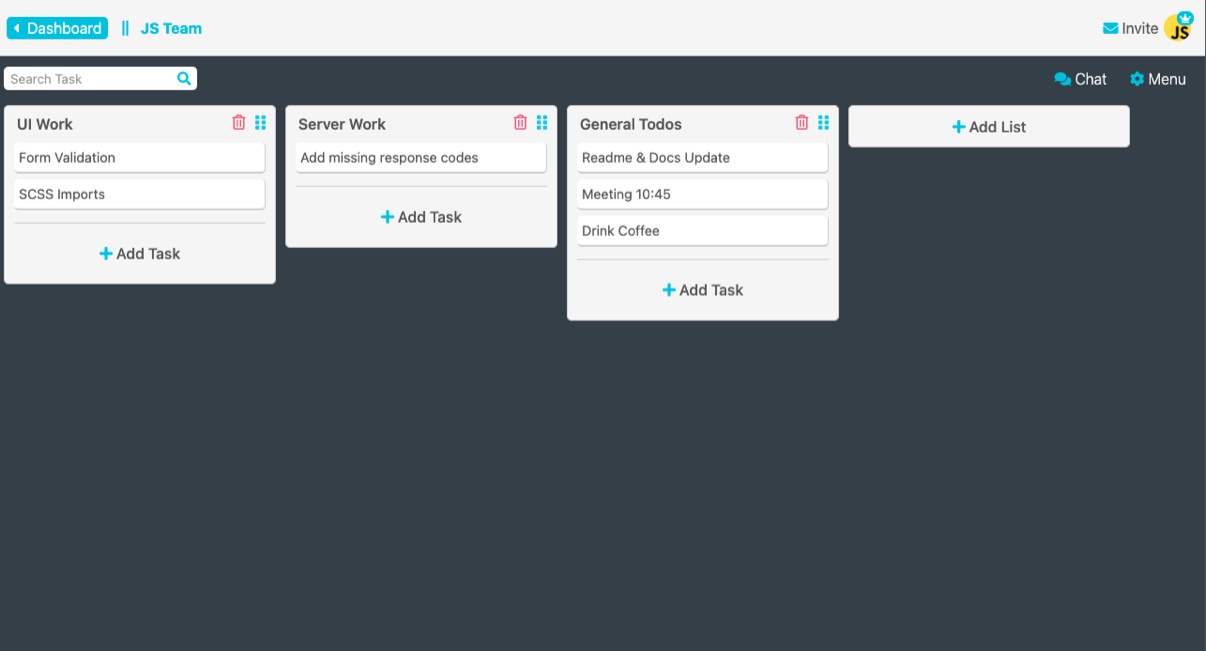 Dashboard || JS Team
Invite
JS
Search Task
Chat
Menu
UI Work
Form Validation
SCSS Imports
Add Task
Server Work
Add missing response codes
Add Task
General Todos
Readme & Docs Update
Meeting 10:45
Drink Coffee
Add Task
Add List